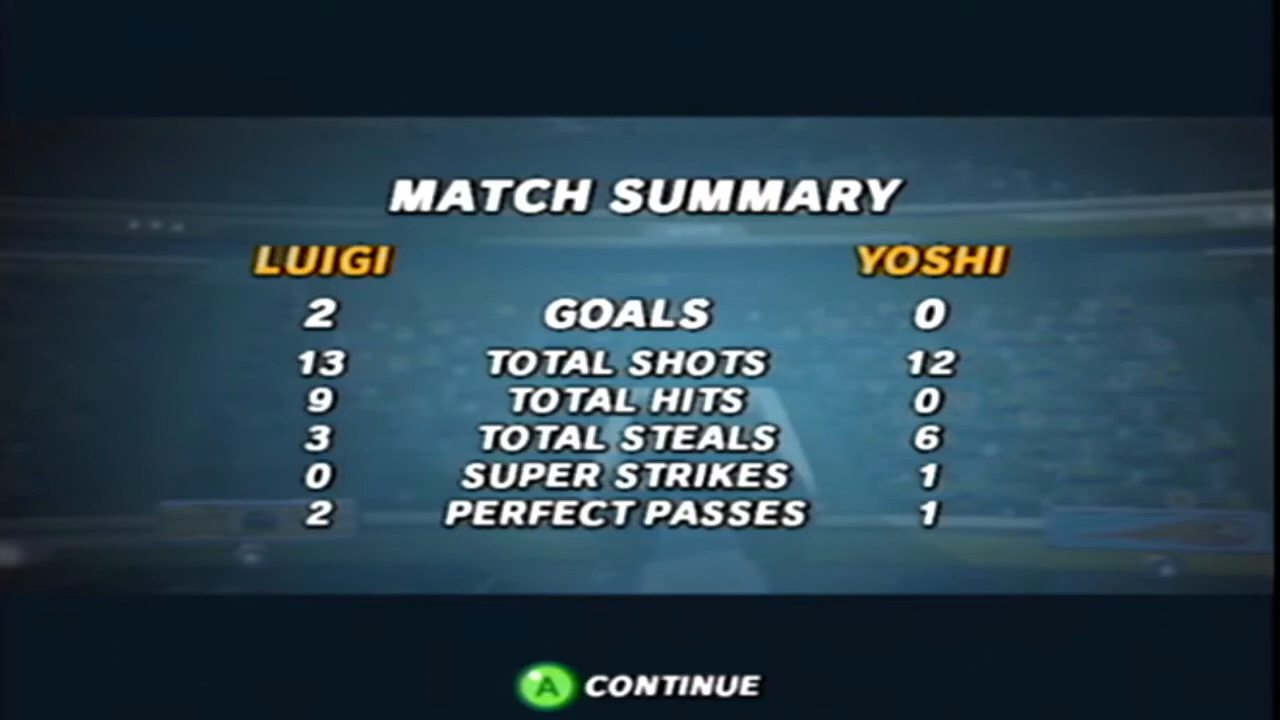 MATCH SUMMARY
LUIGI YOSHI
2 GOALS 0
13 TOTAL SHOTS 12
9 TOTAL HITS 0
3 TOTAL STEALS 6
0 SUPER STRIKES 1
2 PERFECT PASSES 1
A CONTINUE